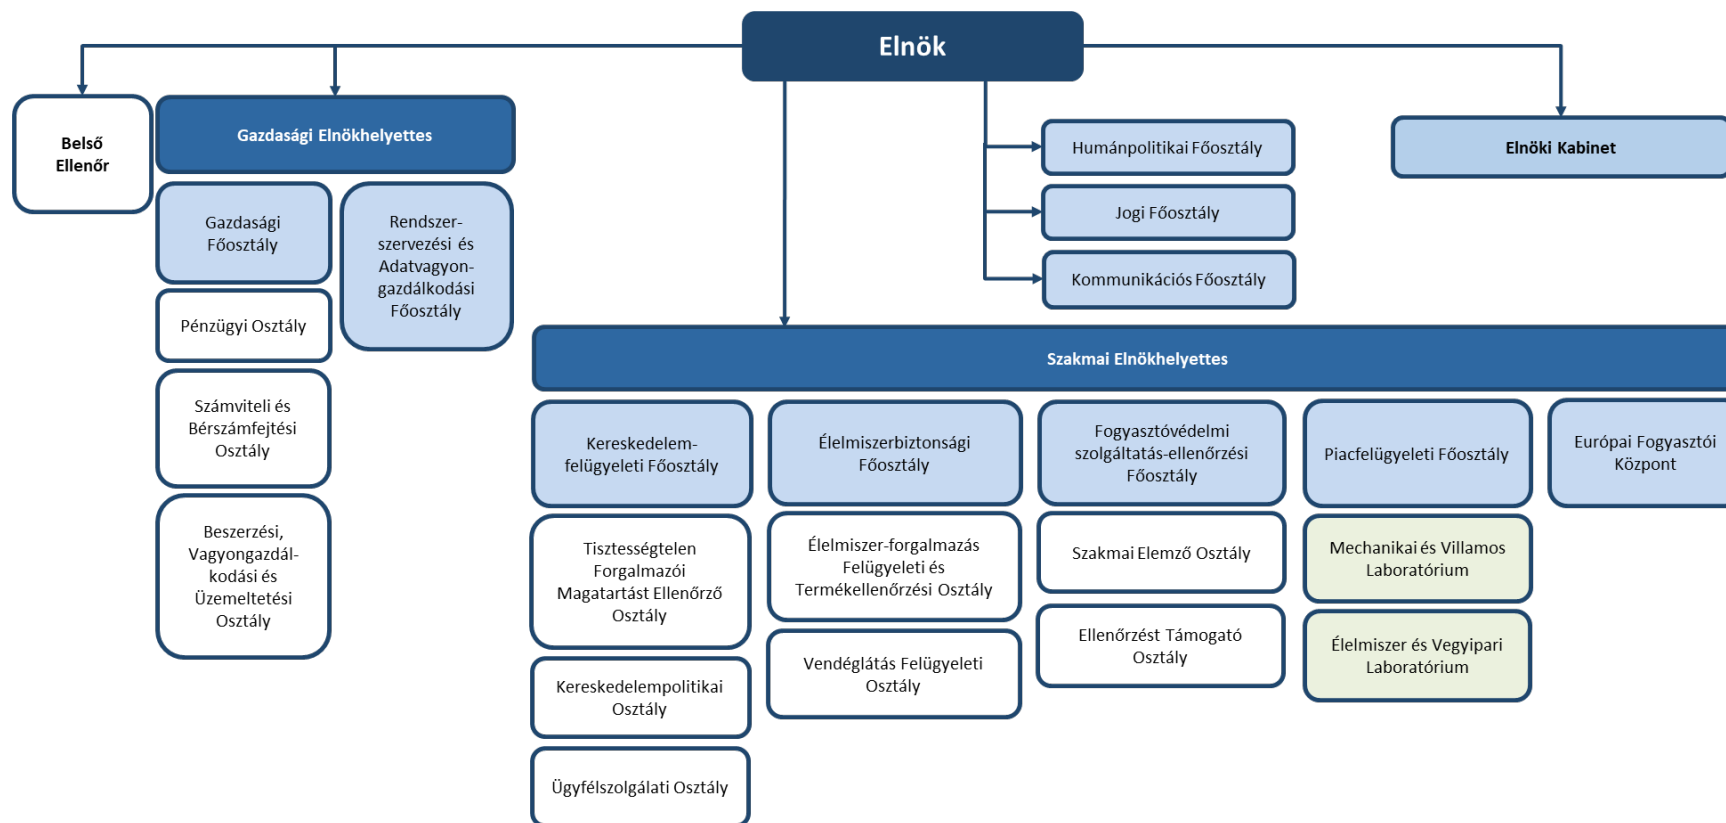 Elnök
Belső
Ellenőr
Gazdasági Elnökhelyettes
Gazdasági
Főosztály
Pénzügyi Osztály
Számviteli és
Bérszámfejtési
Osztály
Beszerzési,
Vagyongazdál-
kodási és
Üzemeltetési
Osztály
Rendszer-
szervezési és
Adatvagyon-
gazdálkodási
Főosztály
Humánpolitikai Főosztály
Jogi Főosztály
Kommunikációs Főosztály
Elnöki Kabinet
Szakmai Elnökhelyettes
Kereskedelem-
felügyeleti Főosztály
Tisztességtelen
Forgalmazói
Magatartást Ellenőrző
Osztály
Kereskedelempolitikai
Osztály
Ügyfélszolgálati Osztály
Élelmiszerbiztonsági
Főosztály
Élelmiszer-forgalmazás
Felügyeleti és
Termékellenőrzési Osztály
Vendéglátás Felügyeleti
Osztály
Fogyasztóvédelmi
szolgáltatás-ellenőrzési
Főosztály
Szakmai Elemző Osztály
Ellenőrzést Támogató
Osztály
Piacfelügyeleti Főosztály
Mechanikai és Villamos
Laboratórium
Élelmiszer és Vegyipari
Laboratórium
Európai Fogyasztói
Központ